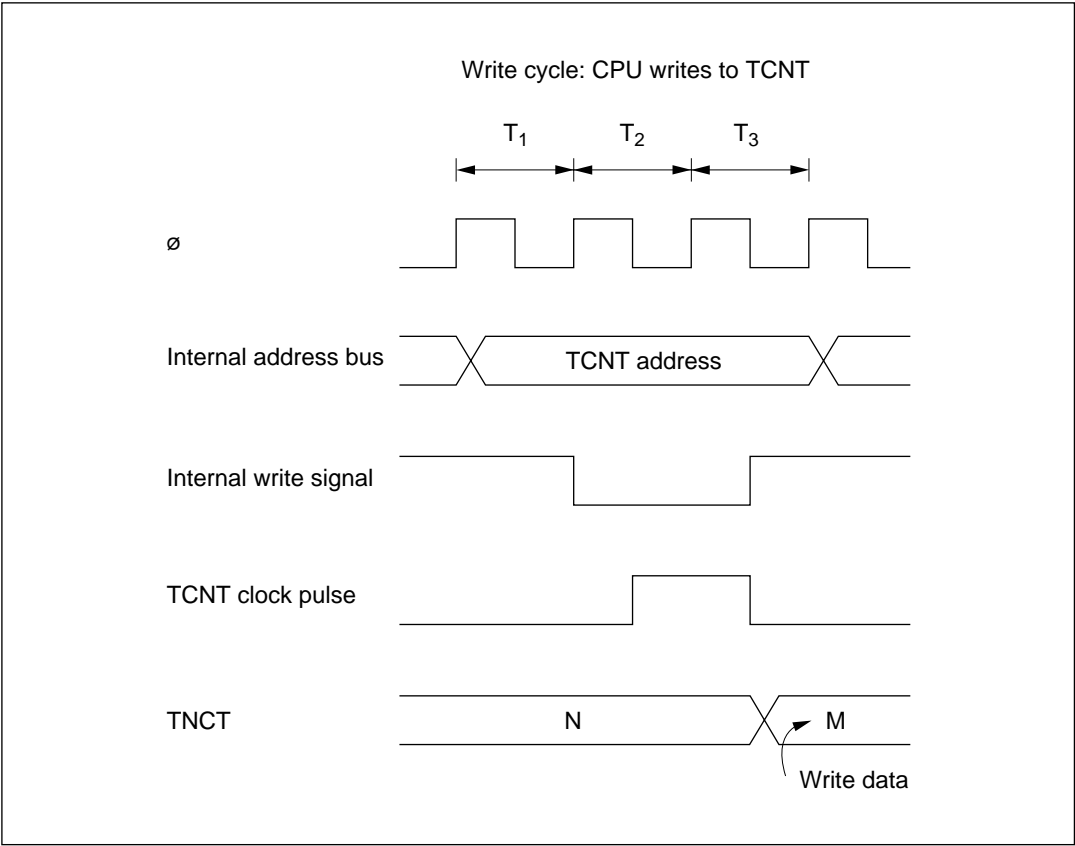 Write cycle: CPU writes to TCNT
T1 T2 T3
ø
Internal address bus
TCNT address
Internal write signal
TCNT clock pulse
TNCT
N
M
Write data